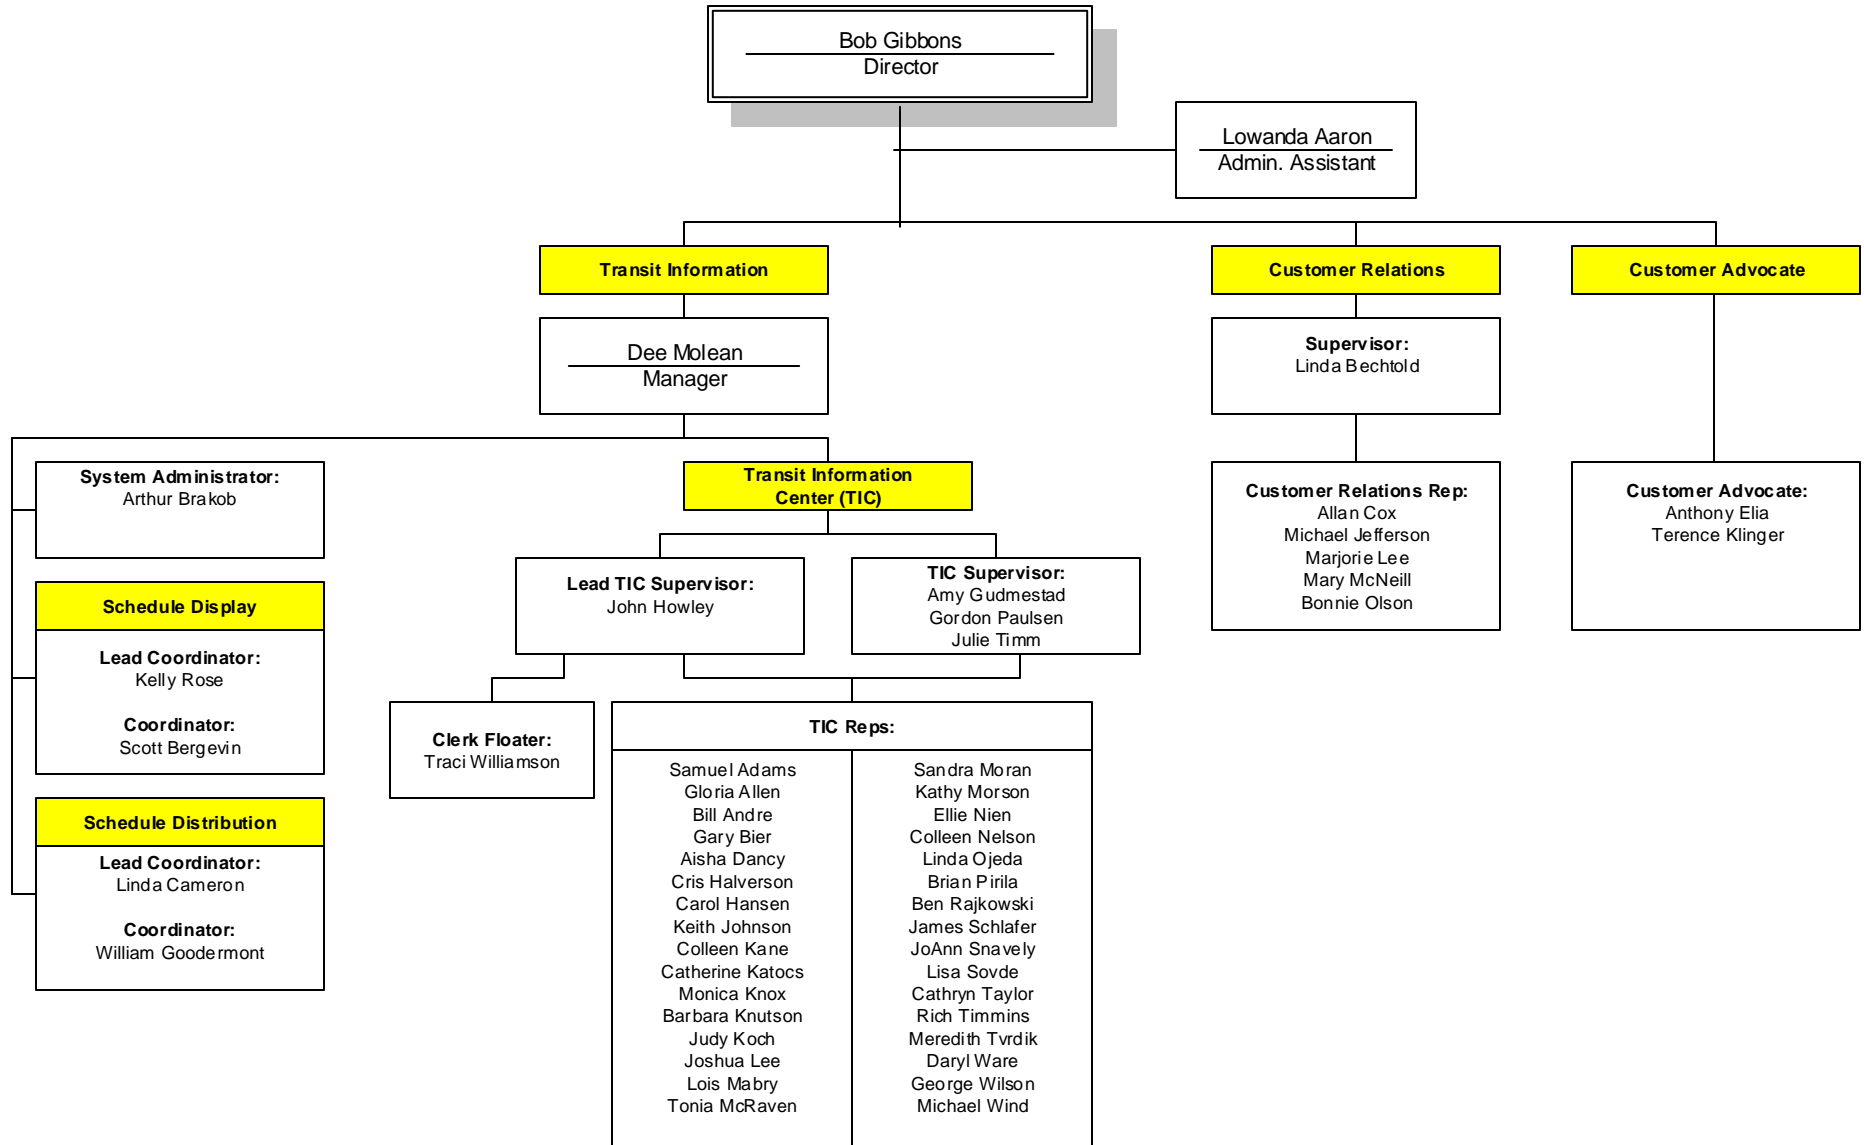 Bob Gibbons
Director
Lowanda Aaron
Admin. Assistant
Transit Information
Customer Relations
Customer Advocate
Dee Molean
Manager
Supervisor:
Linda Bechtold
System Administrator:
Arthur Brakob
Transit Information
Center (TIC)
Customer Relations Rep:
Allan Cox
Michael Jefferson
Marjorie Lee
Mary McNeill
Bonnie Olson
Customer Advocate:
Anthony Elia
Terence Klinger
Lead TIC Supervisor:
John Howley
TIC Supervisor:
Amy Gudmestad
Gordon Paulsen
Julie Timm
Schedule Display
Lead Coordinator:
Kelly Rose
Coordinator:
Scott Bergevin
Clerk Floater:
Traci Williamson
Schedule Distribution
Lead Coordinator:
Linda Cameron
Coordinator:
William Goodermont
TIC Reps:
Samuel Adams
Gloria Allen
Bill Andre
Gary Bier
Aisha Dancy
Cris Halverson
Carol Hansen
Keith Johnson
Colleen Kane
Catherine Katocs
Monica Knox
Barbara Knutson
Judy Koch
Joshua Lee
Lois Mabry
Tonia McRaven
Sandra Moran
Kathy Morson
Ellie Nien
Colleen Nelson
Linda Ojeda
Brian Pirila
Ben Rajkowski
James Schlafer
JoAnn Snavely
Lisa Sovde
Cathryn Taylor
Rich Timmins
Meredith Tvrdik
Daryl Ware
George Wilson
Michael Wind